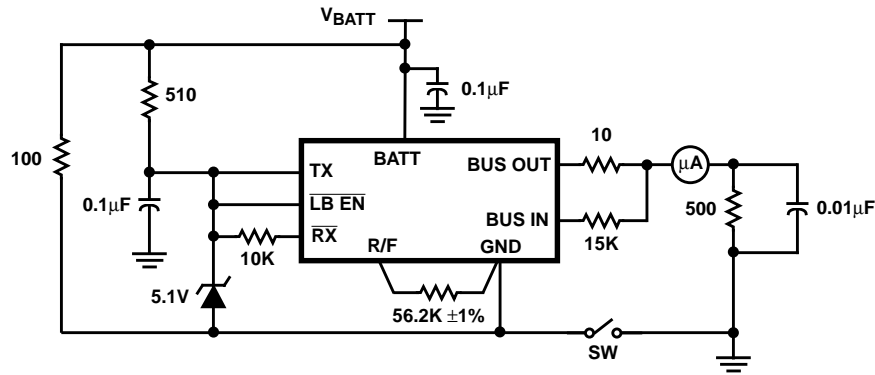 VBATT
510
0.1μF
100
10
TX
BATT
BUS OUT
μA
0.1μF
LB EN
BUS IN
500
0.01μF
RX
R/F
GND
15K
10K
5.1V
56.2K ±1%
SW